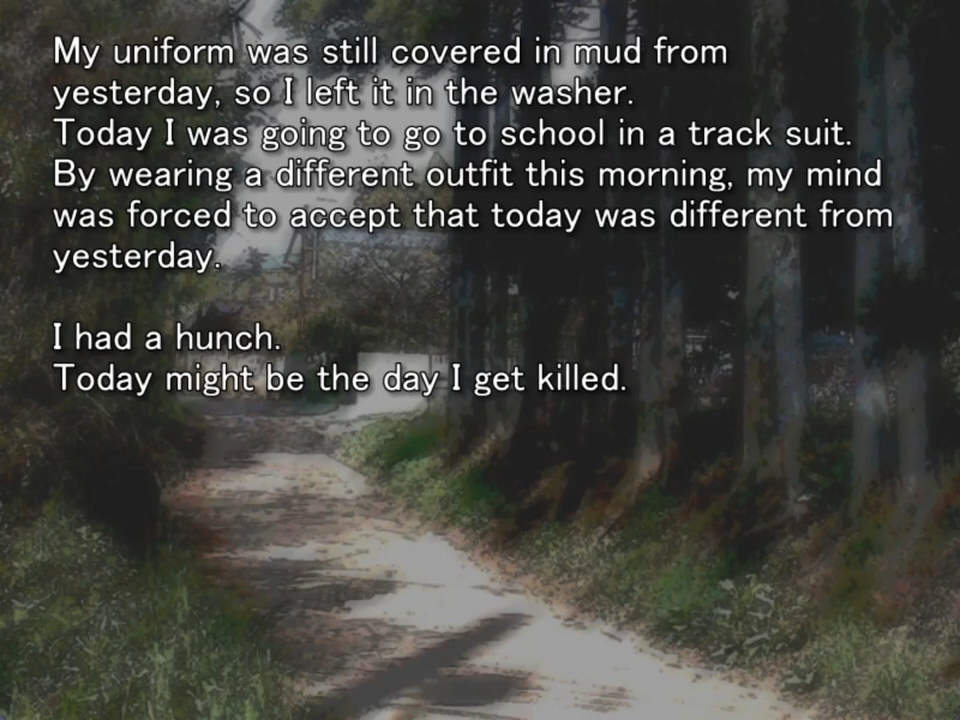 My uniform was still covered in mud from
yesterday, so I left it in the washer.
Today I was going to go to school in a track suit.
By wearing a different outfit this morning, my mind
was forced to accept that today was different from
yesterday.
I had a hunch.
Today might be the day I get killed.